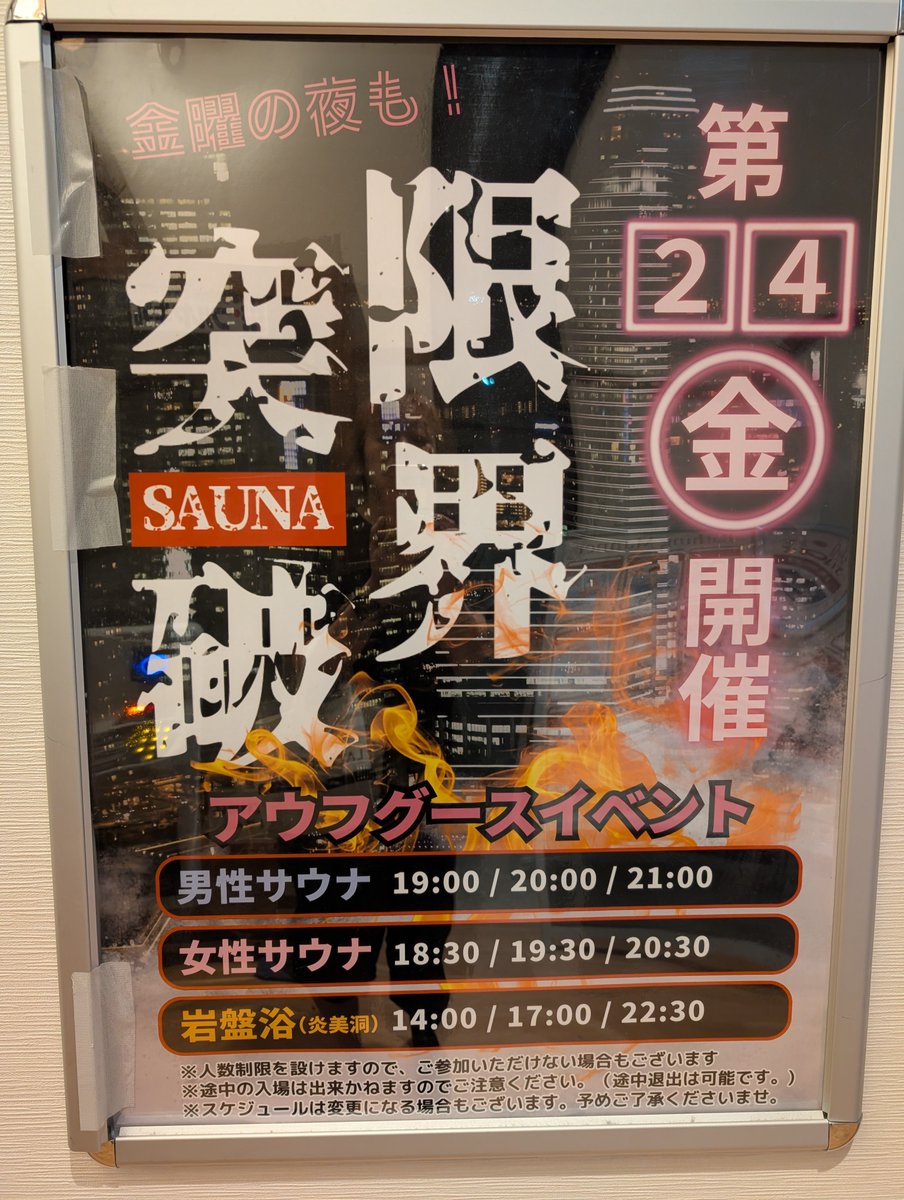 金曜の夜も!
限界
突破
SAUNA
第
2 4
金
開催
アウフグースイベント
男性サウナ 19:00 / 20:00 / 21:00
女性サウナ 18:30 / 19:30 / 20:30
岩盤浴(炎美洞) 14:00 / 17:00 / 22:30
※人数制限を設けますので、ご参加いただけない場合もございます
※途中の入場は出来かねますのでご注意ください。(途中退出は可能です。)
※スケジュールは変更になる場合もございます。予めご了承くださいませ。